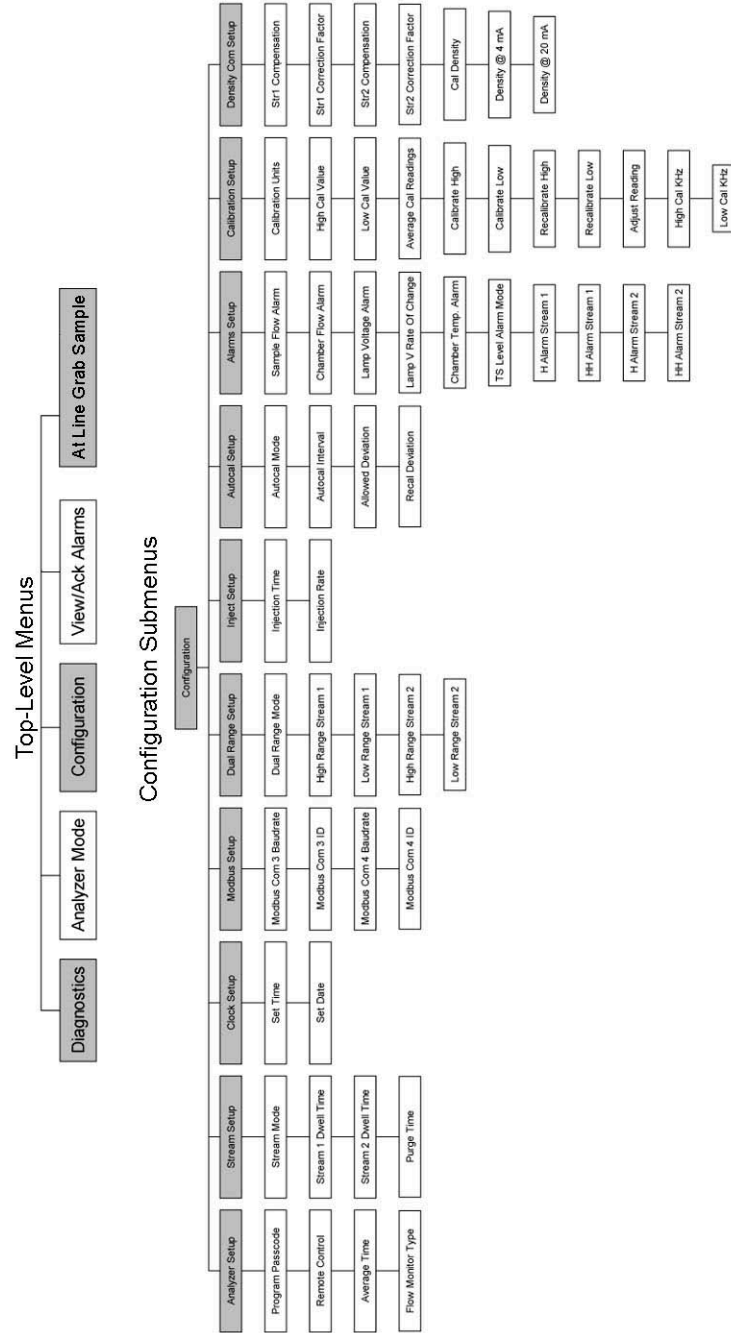 Top-Level Menus
Diagnostics
Analyzer Mode
Configuration
View/Ack Alarms
At Line Grab Sample
Configuration Submenus
Configuration
Analyzer Setup
Program Passcode
Remote Control
Average Time
Flow Monitor Type
Stream Setup
Stream Mode
Stream 1 Dwell Time
Stream 2 Dwell Time
Purge Time
Clock Setup
Set Time
Set Date
Modbus Setup
Modbus Com 3 Baudrate
Modbus Com 3 ID
Modbus Com 4 Baudrate
Modbus Com 4 ID
Dual Range Setup
Dual Range Mode
High Range Stream 1
Low Range Stream 1
High Range Stream 2
Low Range Stream 2
Inject Setup
Injection Time
Injection Rate
Autocal Setup
Autocal Mode
Autocal Interval
Allowed Deviation
Recal Deviation
Alarms Setup
Sample Flow Alarm
Chamber Flow Alarm
Lamp Voltage Alarm
Lamp V Rate Of Change
Chamber Temp. Alarm
TS Level Alarm Mode
H Alarm Stream 1
HH Alarm Stream 1
H Alarm Stream 2
HH Alarm Stream 2
Calibration Setup
Calibration Units
High Cal Value
Low Cal Value
Average Cal Readings
Calibrate High
Calibrate Low
Recalibrate High
Recalibrate Low
Adjust Reading
High Cal KHz
Low Cal KHz
Density Com Setup
Str1 Compensation
Str1 Correction Factor
Str2 Compensation
Str2 Correction Factor
Cal Density
Density @ 4 mA
Density @ 20 mA